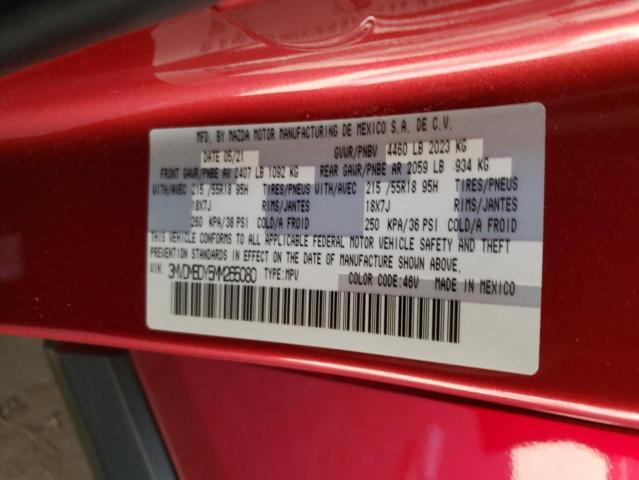 MFD. BY MAZDA MOTOR MANUFACTURING DE MEXICO S.A. DE C.V.
DATE 05/21 GVWR/PNBV 4460 LB 2023 KG
FRONT GAWR/PNBE AV 2407 LB 1092 KG REAR GAWR/PNBE AR 2059 LB 934 KG
WITH/AVEC 215 /55R18 95H TIRES/PNEUS WITH/AVEC 215 /55R18 95H TIRES/PNEUS
18X7J RIMS/JANTES 18X7J RIMS/JANTES
260 KPA/38 PSI COLD/A FROID 250 KPA/36 PSI COLD/A FROID
THIS VEHICLE CONFORMS TO ALL APPLICABLE FEDERAL MOTOR VEHICLE SAFETY AND THEFT
PREVENTION STANDARDS IN EFFECT ON THE DATE OF MANUFACTURE SHOWN ABOVE.
VIN: 3MVDMBDY5MM265080 TYPE:MPV COLOR CODE:46V MADE IN MEXICO